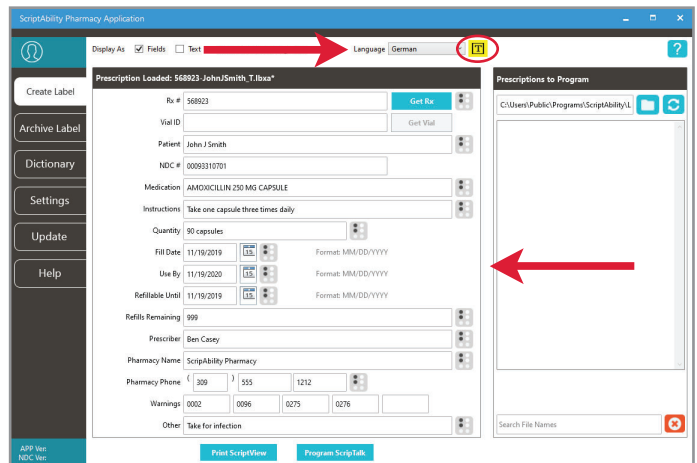 ScriptAbility Pharmacy Application
Display As Fields Text Language German T ?
Create Label
Archive Label
Dictionary
Settings
Update
Help
APP Ver:
NDC Ver:
Prescription Loaded: 568923-JohnJSmith_T.lbxa*
Rx # 568923 Get Rx
Vial ID Get Vial
Patient John J Smith
NDC # 00093310701
Medication AMOXICILLIN 250 MG CAPSULE
Instructions Take one capsule three times daily
Quantity 90 capsules
Fill Date 11/19/2019 15 Format: MM/DD/YYYY
Use By 11/19/2020 15 Format: MM/DD/YYYY
Refillable Until 11/19/2019 15 Format: MM/DD/YYYY
Refills Remaining 999
Prescriber Ben Casey
Pharmacy Name ScripAbility Pharmacy
Pharmacy Phone ( 309 ) 555 1212
Warnings 0002 0096 0275 0276
Other Take for infection
Print ScriptView Program ScripTalk
Prescriptions to Program
C:\Users\Public\Programs\ScriptAbility\L
Search File Names